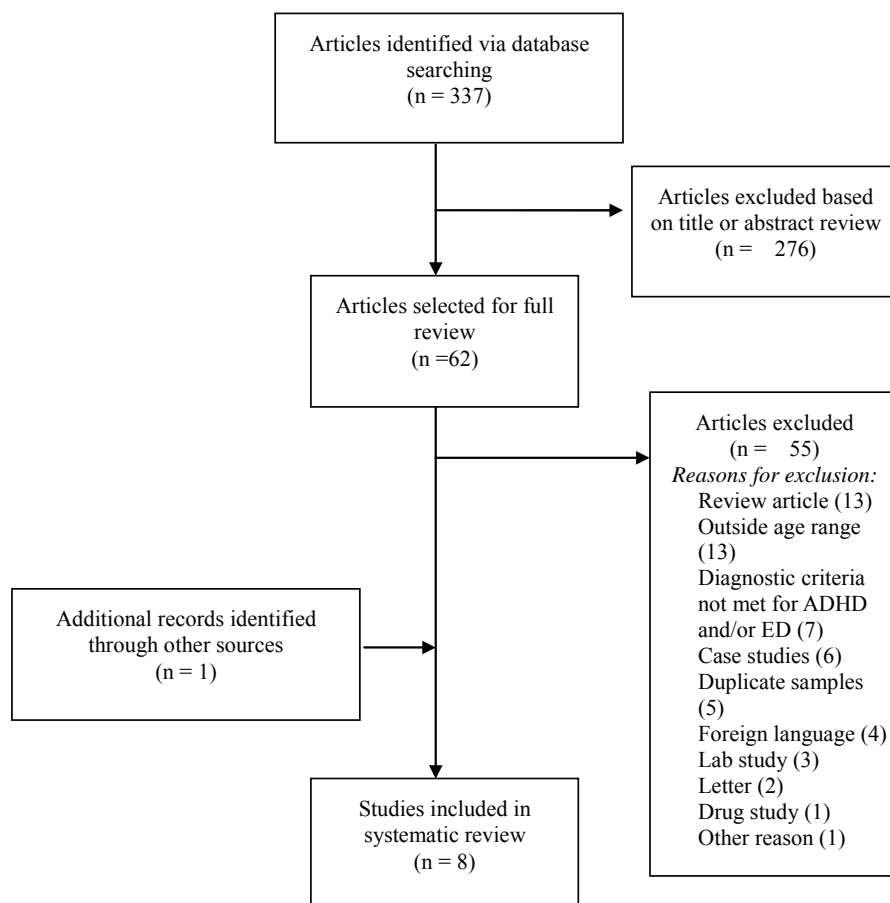 Articles identified via database
searching
(n = 337)
Articles excluded based
on title or abstract review
(n = 276)
Articles selected for full
review
(n =62)
Articles excluded
(n = 55)
Reasons for exclusion:
Review article (13)
Outside age range
(13)
Diagnostic criteria
not met for ADHD
and/or ED (7)
Case studies (6)
Duplicate samples
(5)
Foreign language (4)
Lab study (3)
Letter (2)
Drug study (1)
Other reason (1)
Additional records identified
through other sources
(n = 1)
Studies included in
systematic review
(n = 8)